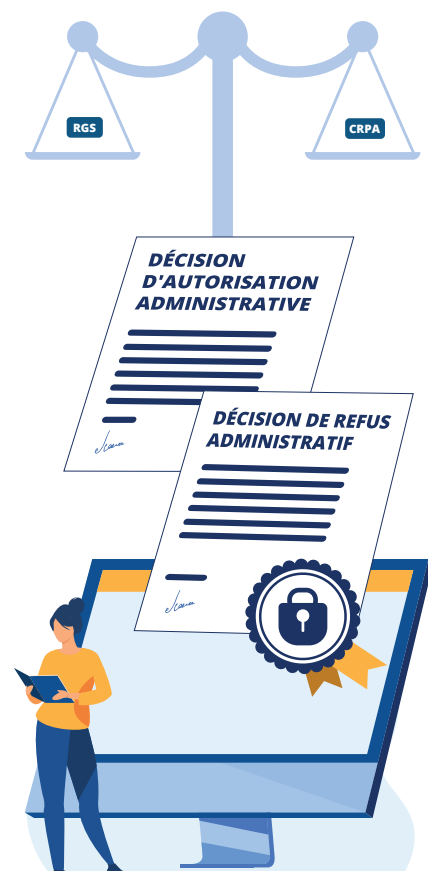 RGS
CRPA
DÉCISION
D'AUTORISATION
ADMINISTRATIVE
DÉCISION DE REFUS
ADMINISTRATIF